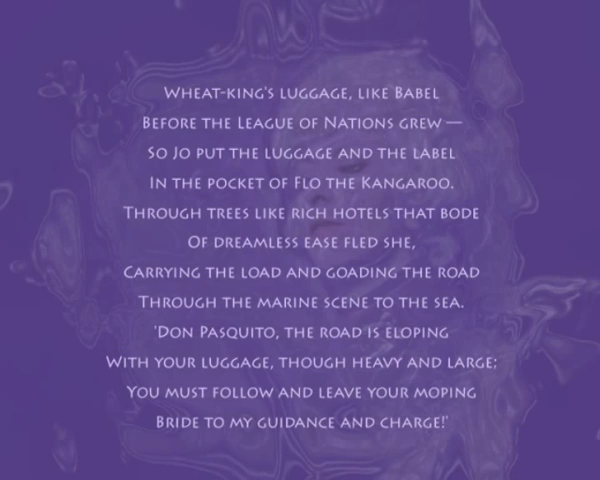 Wheat-king's luggage, like Babel
Before the League of Nations grew —
So Jo put the luggage and the label
In the pocket of Flo the Kangaroo.
Through trees like rich hotels that bode
Of dreamless ease fled she,
Carrying the load and goading the road
Through the marine scene to the sea.
'Don Pasquito, the road is eloping
With your luggage, though heavy and large;
You must follow and leave your moping
Bride to my guidance and charge!'